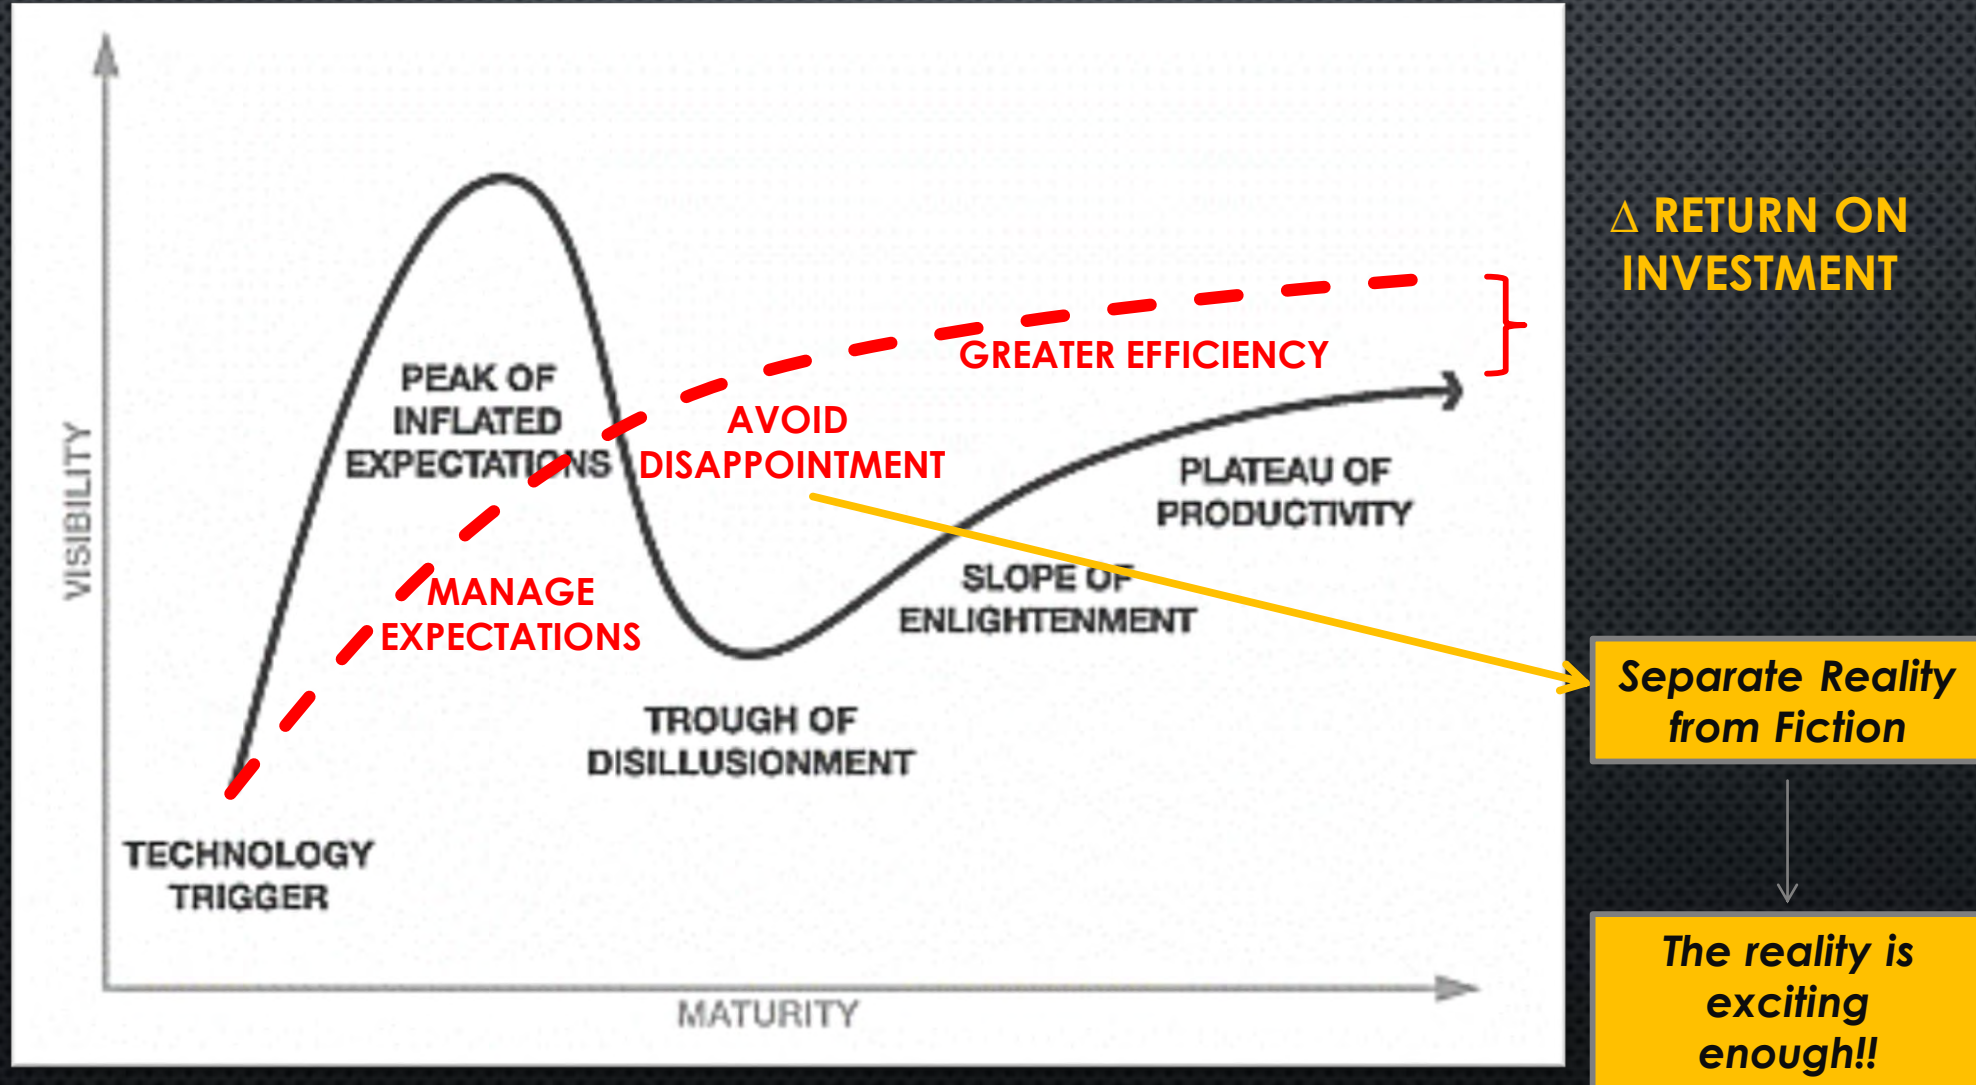 VISIBILITY
PEAK OF
INFLATED
EXPECTATIONS
MANAGE
EXPECTATIONS
TECHNOLOGY
TRIGGER
AVOID
DISAPPOINTMENT
TROUGH OF
DISILLUSIONMENT
GREATER EFFICIENCY
SLOPE OF
ENLIGHTENMENT
PLATEAU OF
PRODUCTIVITY
MATURITY
∆ RETURN ON
INVESTMENT
Separate Reality
from Fiction
The reality is
exciting
enough!!